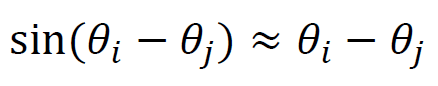 sin(θᵢ − θⱼ) ≈ θᵢ − θⱼ